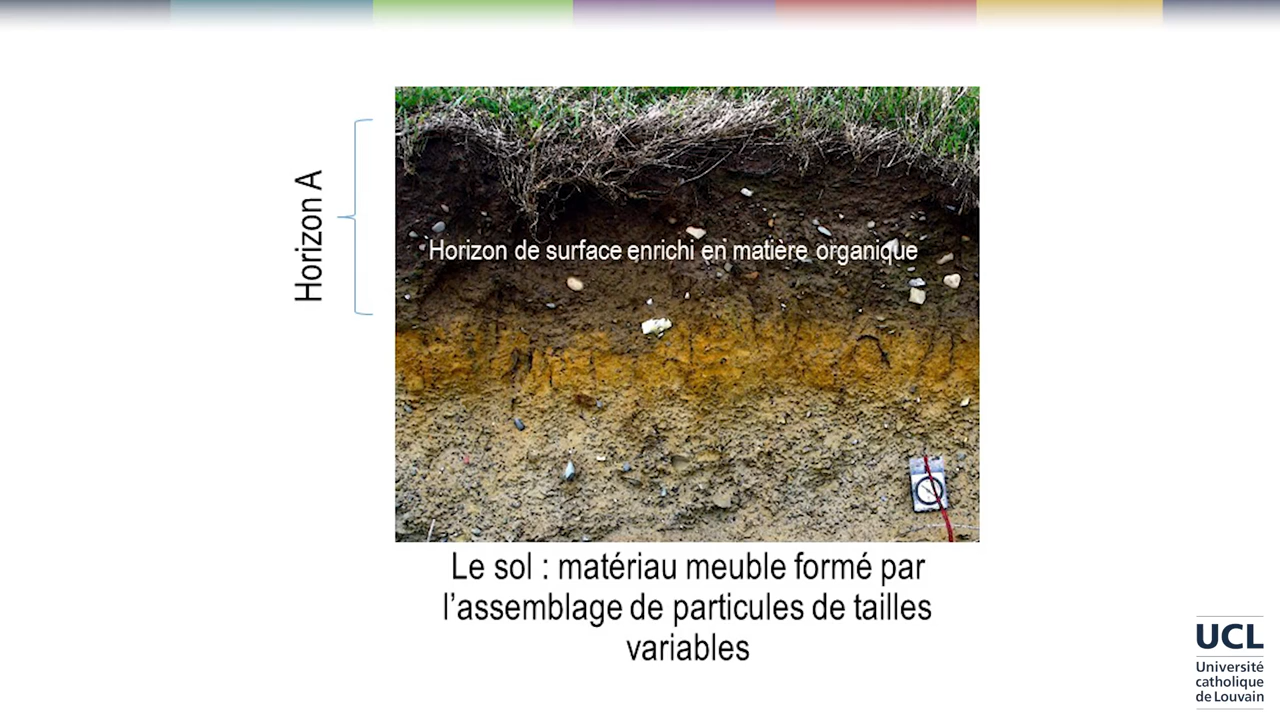 Horizon A
Horizon de surface enrichi en matière organique
Le sol : matériau meuble formé par
l’assemblage de particules de tailles
variables
UCL
Université
catholique
de Louvain